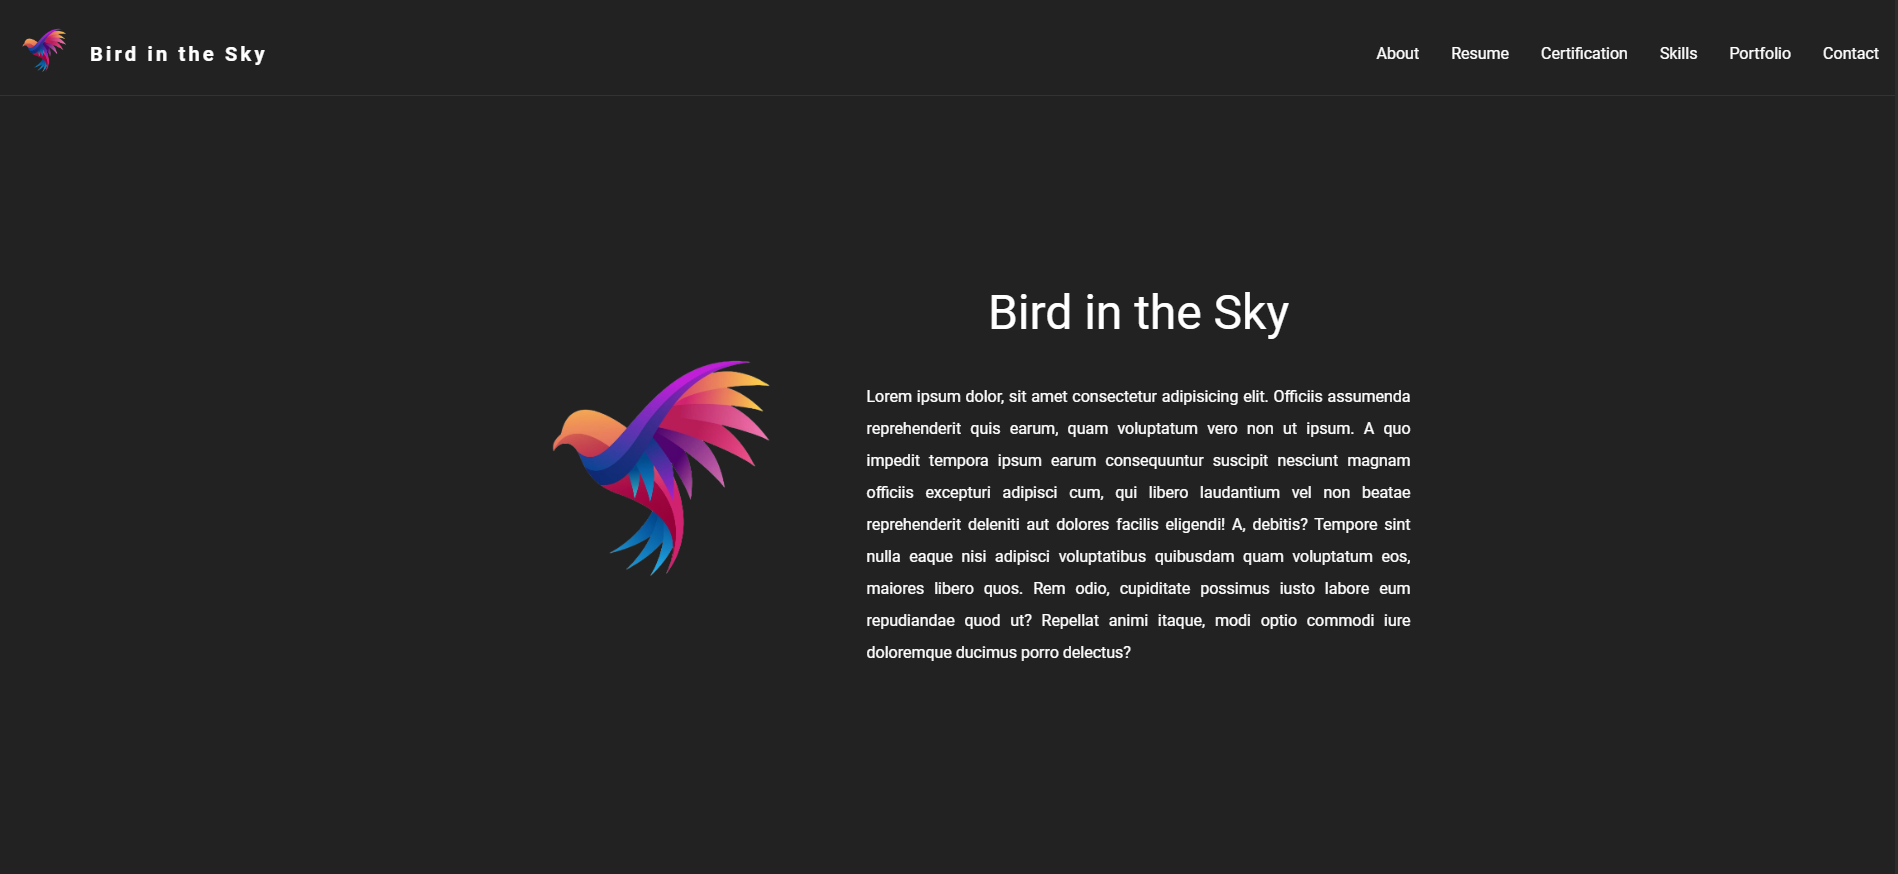 Bird in the Sky
About Resume Certification Skills Portfolio Contact
Bird in the Sky
Lorem ipsum dolor, sit amet consectetur adipisicing elit. Officiis assumenda
reprehenderit quis earum, quam voluptatum vero non ut ipsum. A quo
impedit tempora ipsum earum consequuntur suscipit nesciunt magnam
officiis excepturi adipisci cum, qui libero laudantium vel non beatae
reprehenderit deleniti aut dolores facilis eligendi! A, debitis? Tempore sint
nulla eaque nisi adipisci voluptatibus quibusdam quam voluptatum eos,
maiores libero quos. Rem odio, cupiditate possimus iusto labore eum
repudiandae quod ut? Repellat animi itaque, modi optio commodi iure
doloremque ducimus porro delectus?